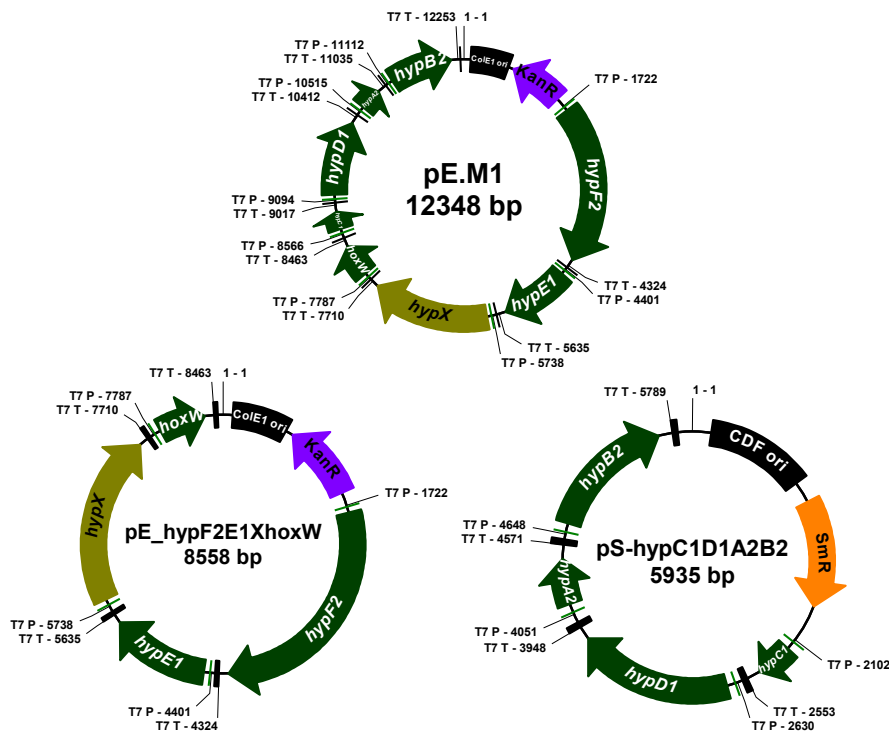 T7 T - 12253
1 - 1
T7 P - 11112
T7 T - 11035
hypB2
ColE1 ori
KanR
T7 P - 1722
T7 P - 10515
T7 T - 10412
hypA2
hypD1
pE.M1
12348 bp
hypF2
T7 P - 9094
T7 T - 9017
T7 P - 8566
T7 T - 8463
hoxW
T7 P - 7787
T7 T - 7710
hypX
hypE1
T7 T - 4324
T7 P - 4401
T7 T - 5635
T7 P - 5738
T7 T - 8463
1 - 1
T7 P - 7787
T7 T - 7710
hoxW
ColE1 ori
KanR
T7 P - 1722
hypX
pE_hypF2E1XhoxW
8558 bp
hypF2
T7 P - 5738
T7 T - 5635
hypE1
T7 P - 4401
T7 T - 4324
T7 T - 5789
1 - 1
CDF ori
hypB2
SmR
T7 P - 4648
T7 T - 4571
pS-hypC1D1A2B2
5935 bp
hypA2
T7 P - 4051
T7 T - 3948
hypD1
hypC1
T7 P - 2102
T7 T - 2553
T7 P - 2630